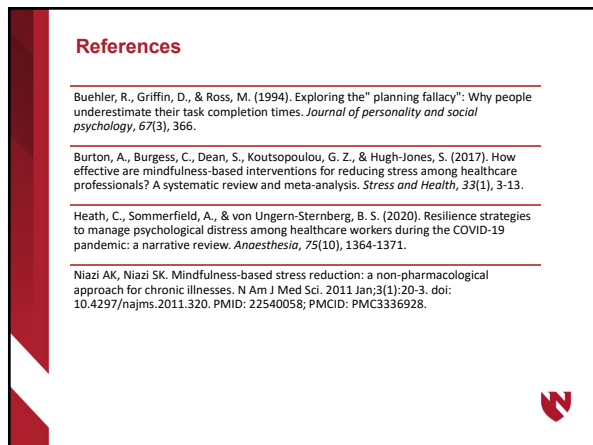 References
Buehler, R., Griffin, D., & Ross, M. (1994). Exploring the" planning fallacy": Why people
underestimate their task completion times. Journal of personality and social
psychology, 67(3), 366.
Burton, A., Burgess, C., Dean, S., Koutsopoulou, G. Z., & Hugh-Jones, S. (2017). How
effective are mindfulness-based interventions for reducing stress among healthcare
professionals? A systematic review and meta-analysis. Stress and Health, 33(1), 3-13.
Heath, C., Sommerfield, A., & von Ungern-Sternberg, B. S. (2020). Resilience strategies
to manage psychological distress among healthcare workers during the COVID-19
pandemic: a narrative review. Anaesthesia, 75(10), 1364-1371.
Niazi AK, Niazi SK. Mindfulness-based stress reduction: a non-pharmacological
approach for chronic illnesses. N Am J Med Sci. 2011 Jan;3(1):20-3. doi:
10.4297/najms.2011.320. PMID: 22540058; PMCID: PMC3336928.
N